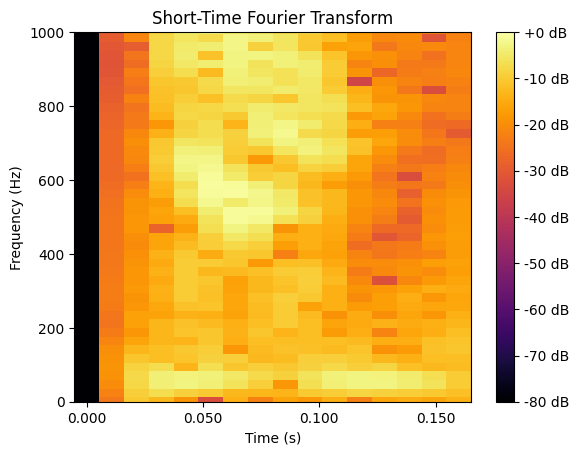 Short-Time Fourier Transform
Frequency (Hz)
1000
800
600
400
200
0
0.000
0.050
0.100
0.150
Time (s)
+0 dB
-10 dB
-20 dB
-30 dB
-40 dB
-50 dB
-60 dB
-70 dB
-80 dB